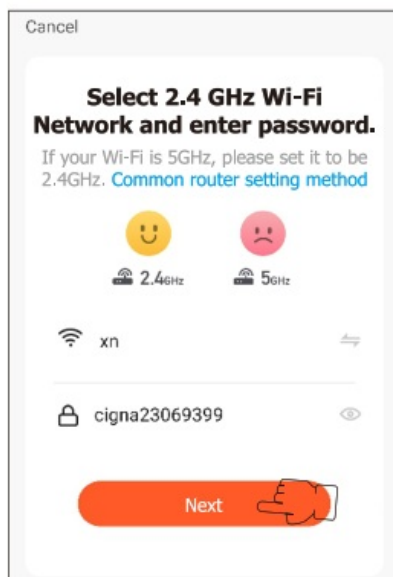 Cancel
Select 2.4 GHz Wi-Fi
Network and enter password.
If your Wi-Fi is 5GHz, please set it to be
2.4GHz. Common router setting method
2.4GHz 5GHz
xn
cigna23069399
Next